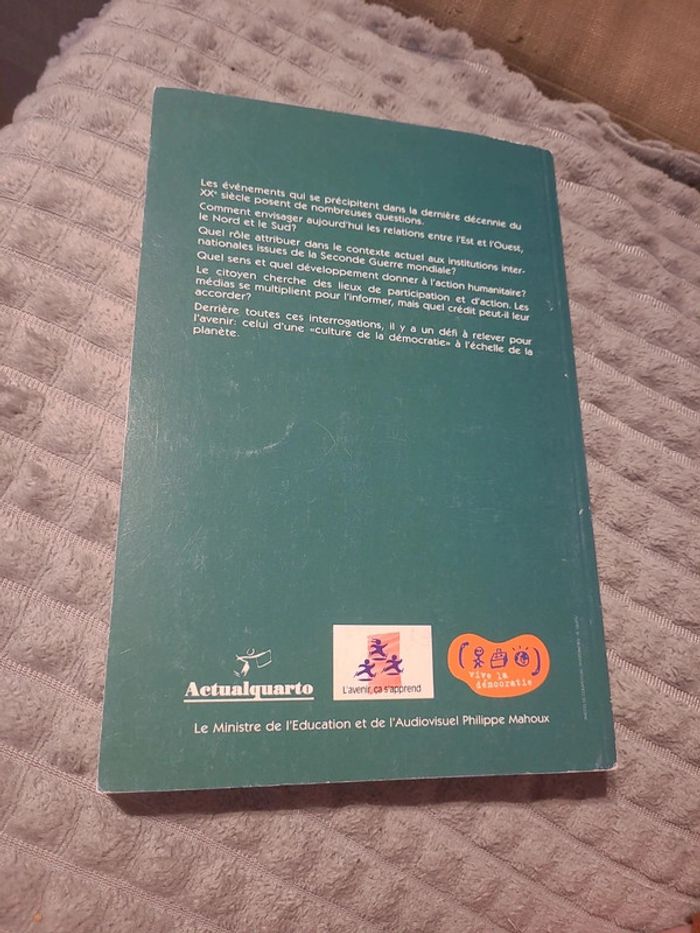 Les événements qui se précipitent dans la dernière décennie du
XXᵉ siècle posent de nombreuses questions.
Comment envisager aujourd'hui les relations entre l'Est et l'Ouest,
le Nord et le Sud?
Quel rôle attribuer dans le contexte actuel aux institutions inter-
nationales issues de la Seconde Guerre mondiale?
Quel sens et quel développement donner à l'action humanitaire?
Le citoyen cherche des lieux de participation et d'action. Les
médias se multiplient pour l'informer, mais quel crédit peut-il leur
accorder?
Derrière toutes ces interrogations, il y a un défi à relever pour
l'avenir: celui d'une «culture de la démocratie» à l'échelle de la
planète.
Actualquarto
L'avenir, ça s'apprend
vive la
démocratie
Le Ministre de l'Education et de l'Audiovisuel Philippe Mahoux